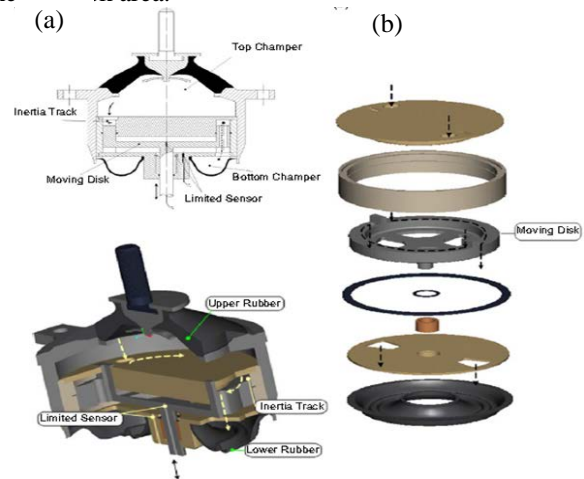 area.
(a)
(b)
Top Champer
Inertia Track
Moving Disk
Bottom Champer
Limited Sensor
Moving Disk
Upper Rubber
Limited Sensor
Inertia Track
Lower Rubber